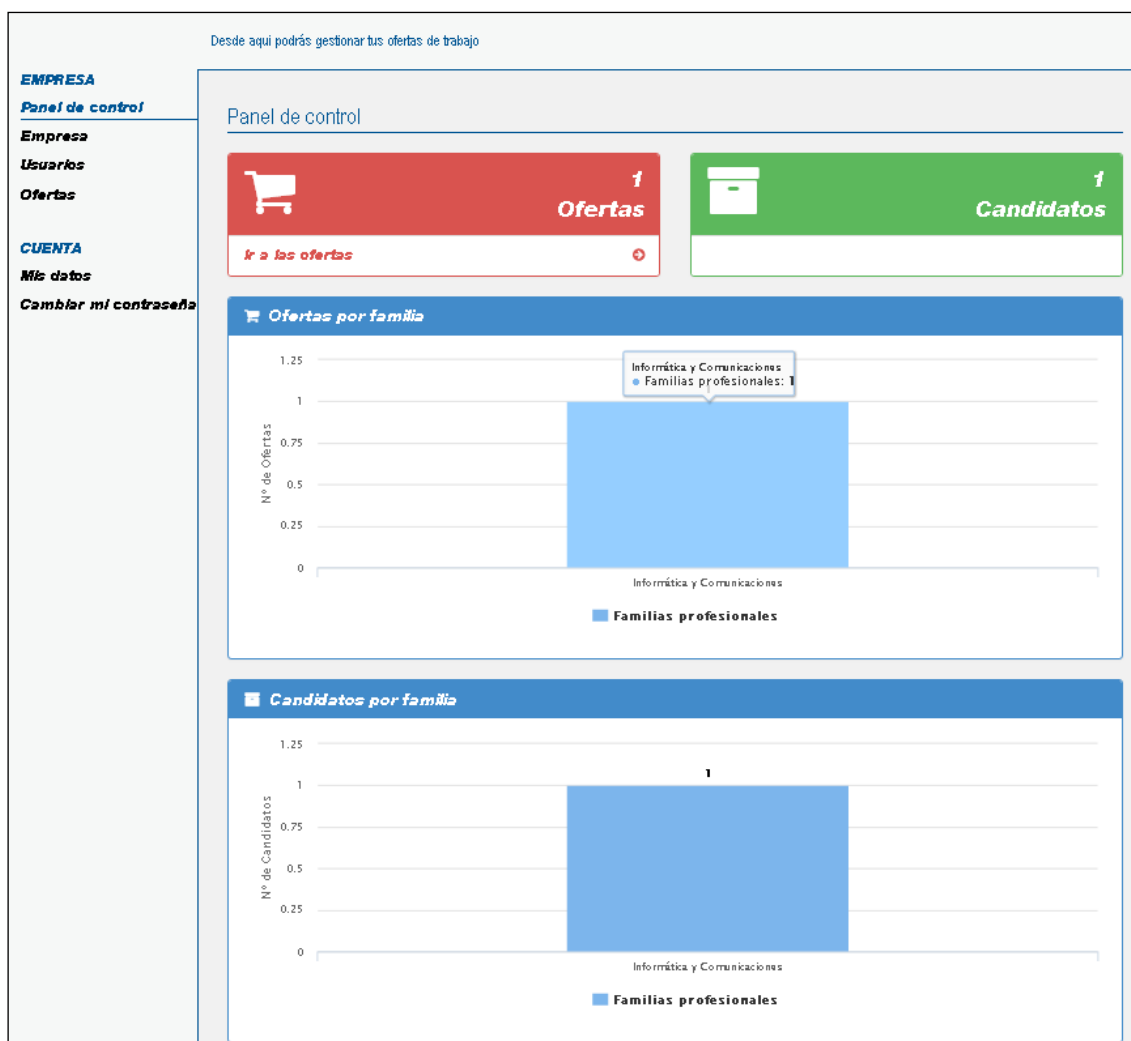 Desde aqui podrás gestionar tus ofertas de trabajo
EMPRESA
Panel de control
Empresa
Usuarios
Ofertas
CUENTA
Mis datos
Cambiar mi contraseña
Panel de control
1
Ofertas
Ir a las ofertas
1
Candidatos
Ofertas por familia
1.25
1
0.75
0.5
0.25
0
Nº de Ofertas
Informática y Comunicaciones
Familias profesionales: 1
Informática y Comunicaciones
Familias profesionales
Candidatos por familia
1.25
1
0.75
0.5
0.25
0
Nº de Candidatos
1
Informática y Comunicaciones
Familias profesionales